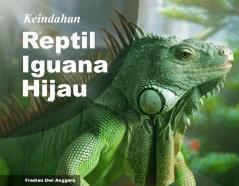 Keindahan
Reptil
Iguana
Hijau
Fredian Dwi Anggara